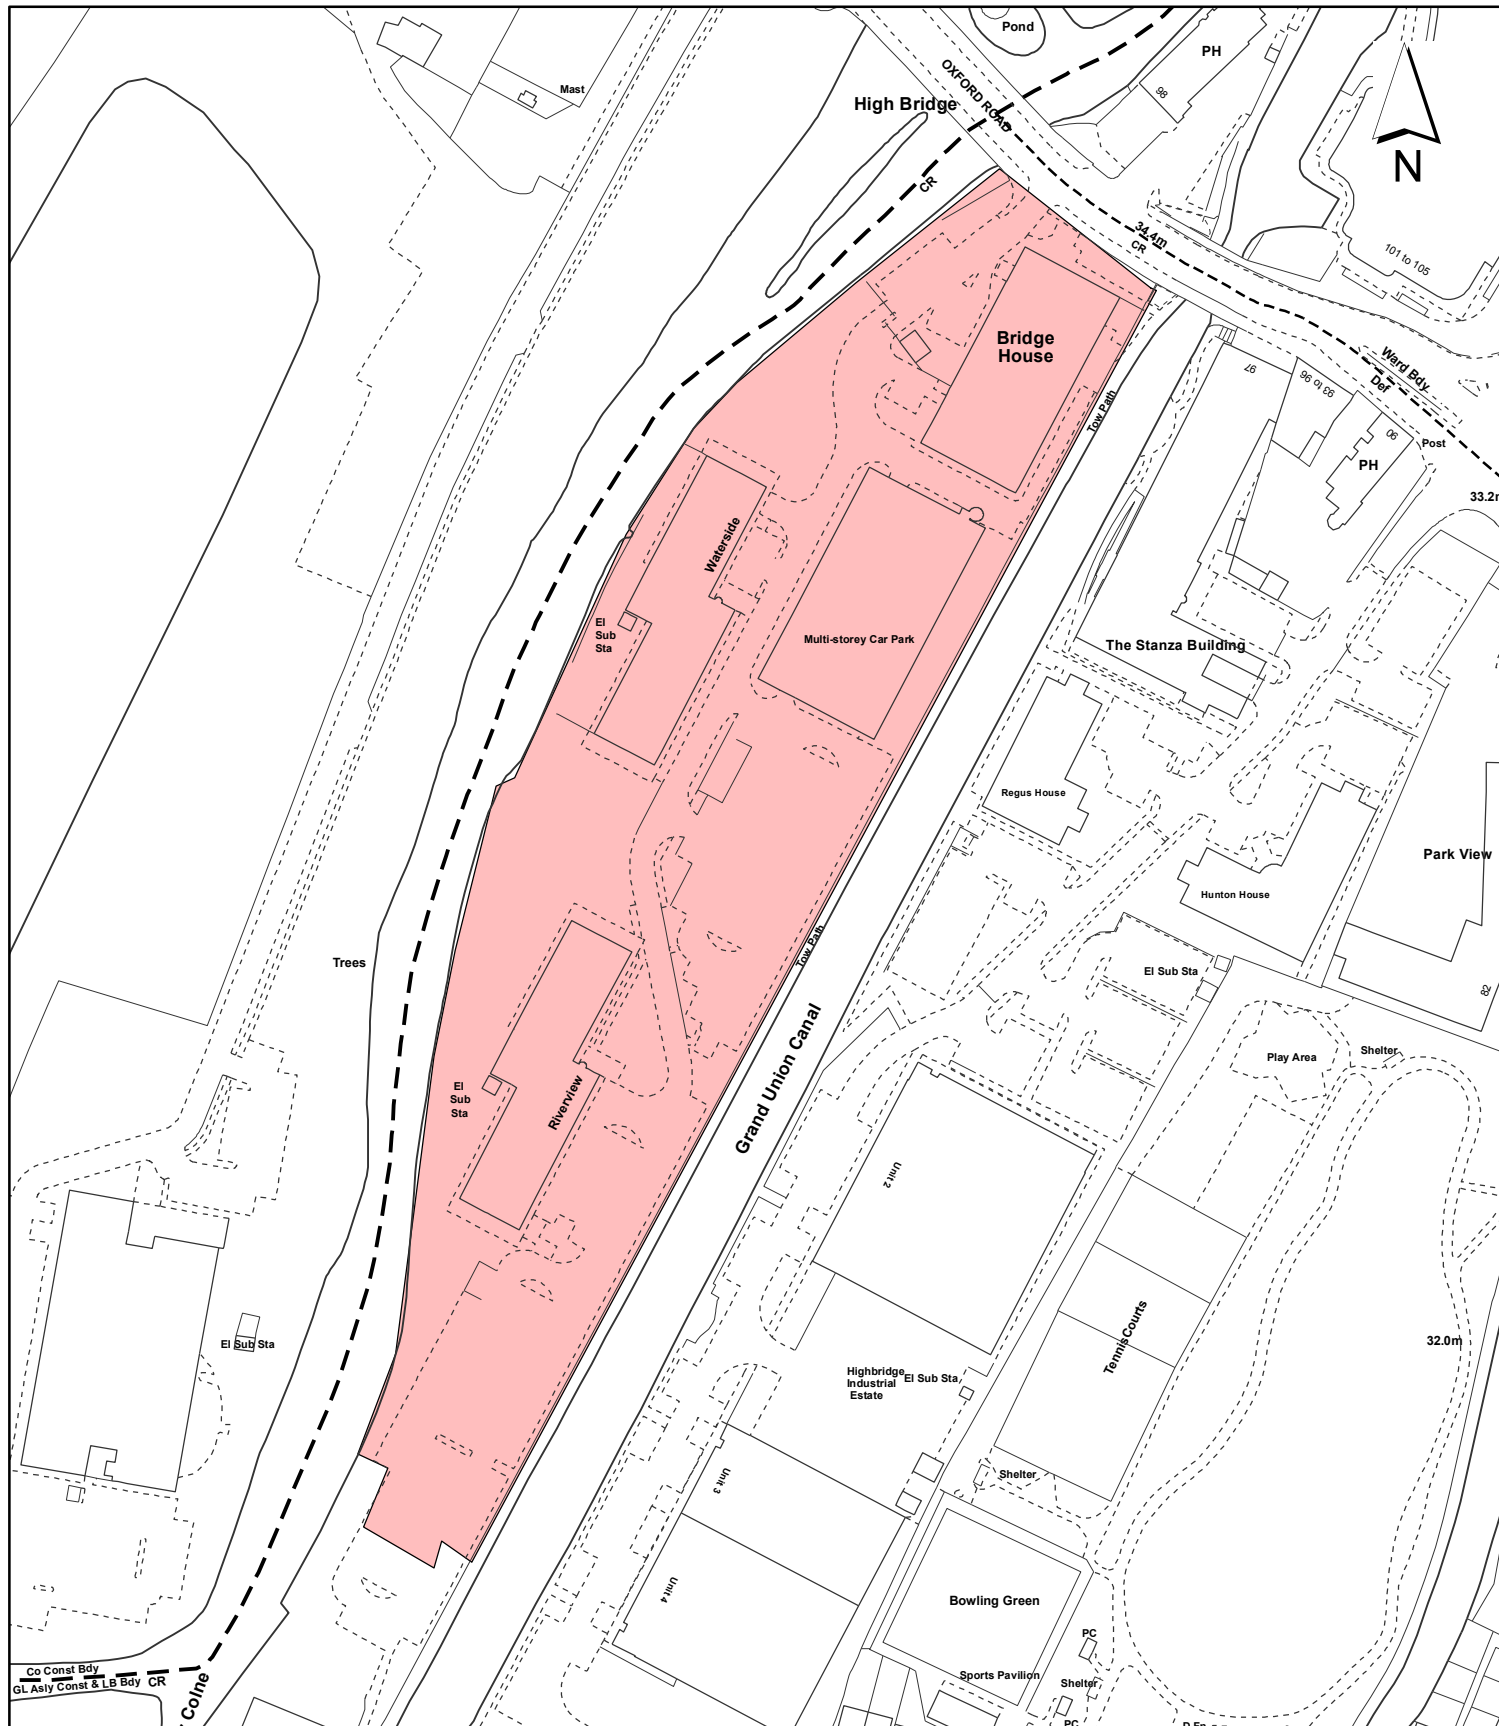 Pond
PH
98
OXFORD ROAD
Mast
High Bridge
N
CR
34.4m
CR
101 to 105
Bridge
House
Ward Bdy
Def
97
93 to 96
90
Post
PH
33.2
Tow Path
Waterside
El
Sub
Sta
Multi-storey Car Park
The Stanza Building
Regus House
Park View
Hunton House
Trees
Tow Path
El Sub Sta
82
Grand Union Canal
Play Area
Shelter
El
Sub
Sta
Riverview
Unit 2
El Sub Sta
Tennis Courts
32.0m
Highbridge
Industrial
Estate
El Sub Sta
Shelter
Unit 3
Unit 4
Bowling Green
PC
Co Const Bdy
GL Asly Const & LB Bdy
CR
Colne
Sports Pavilion
Shelter
PC